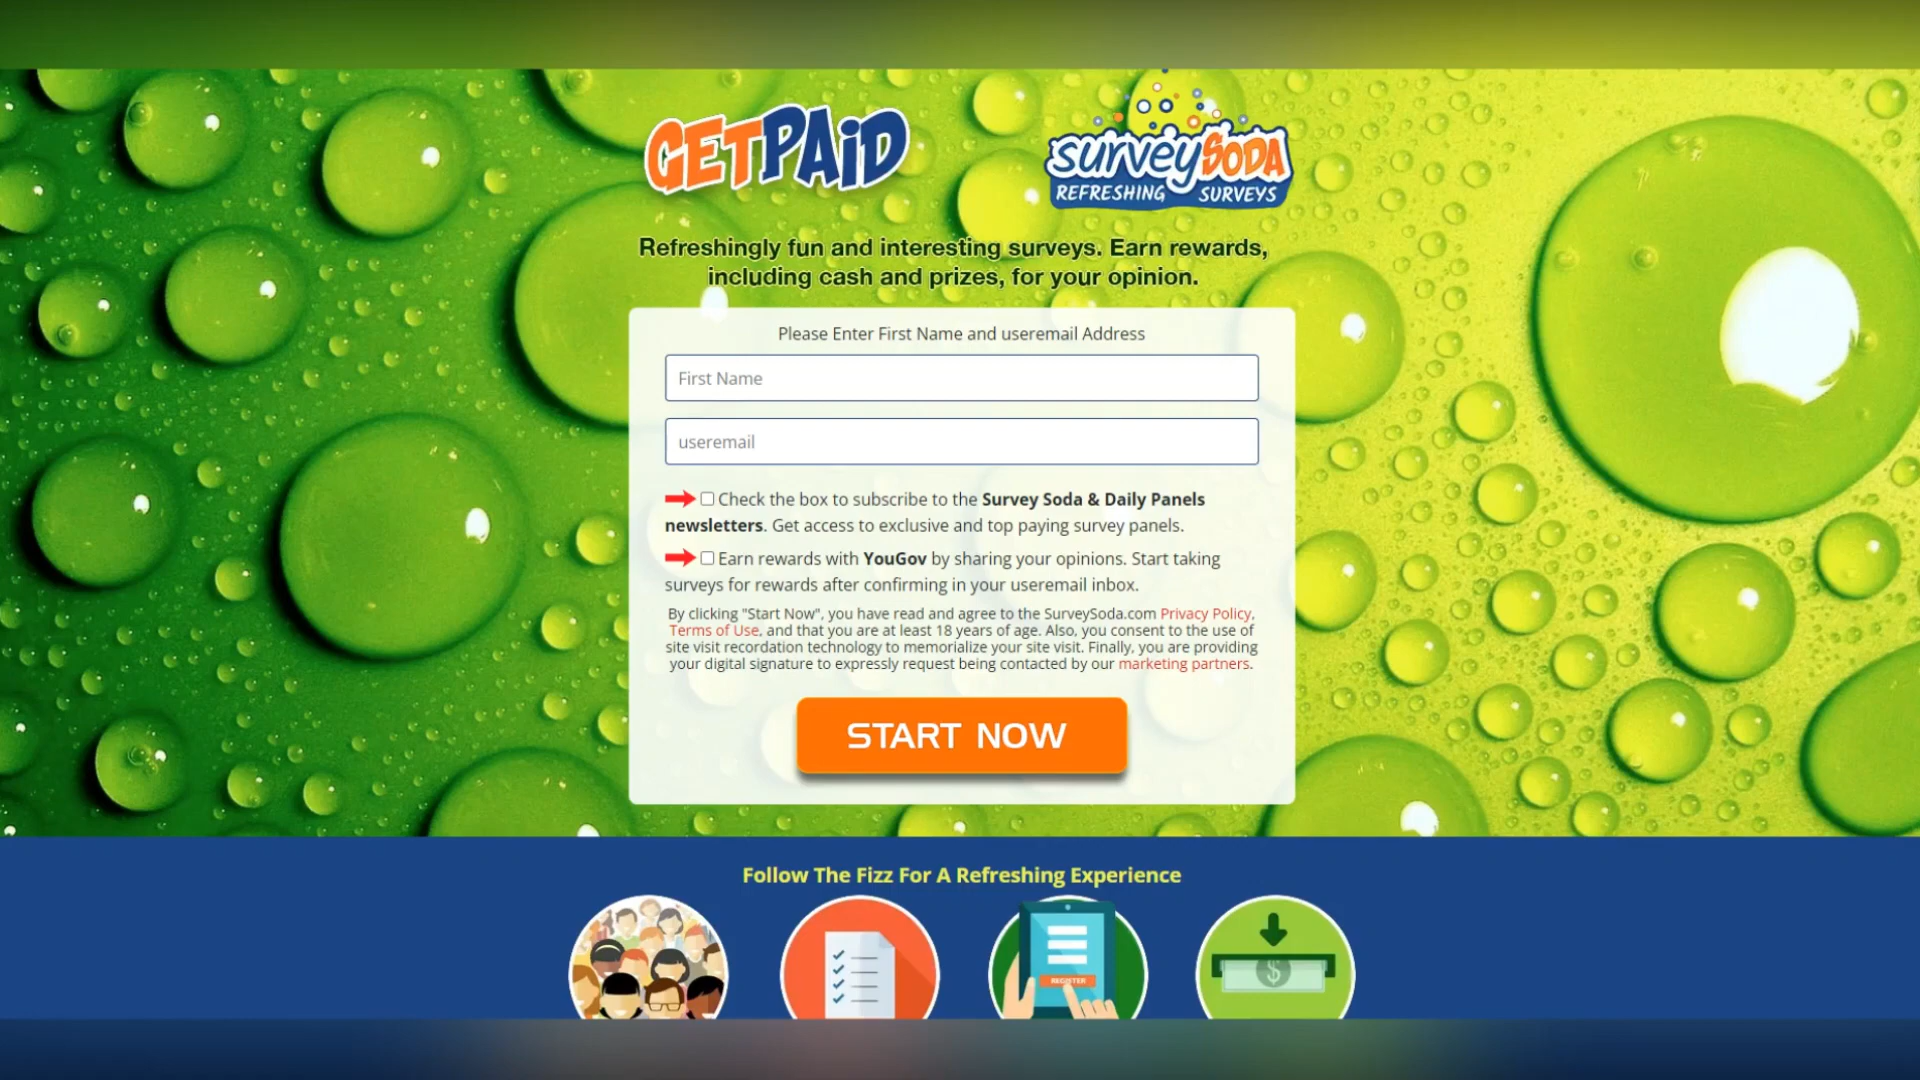 GETPAiD
surveySODA
REFRESHING SURVEYS
Refreshingly fun and interesting surveys. Earn rewards,
including cash and prizes, for your opinion.
Please Enter First Name and useremail Address
First Name
useremail
Check the box to subscribe to the Survey Soda & Daily Panels
newsletters. Get access to exclusive and top paying survey panels.
Earn rewards with YouGov by sharing your opinions. Start taking
surveys for rewards after confirming in your useremail inbox.
By clicking "Start Now", you have read and agree to the SurveySoda.com Privacy Policy,
Terms of Use, and that you are at least 18 years of age. Also, you consent to the use of
site visit recordation technology to memorialize your site visit. Finally, you are providing
your digital signature to expressly request being contacted by our marketing partners.
START NOW
Follow The Fizz For A Refreshing Experience
REGISTER
$